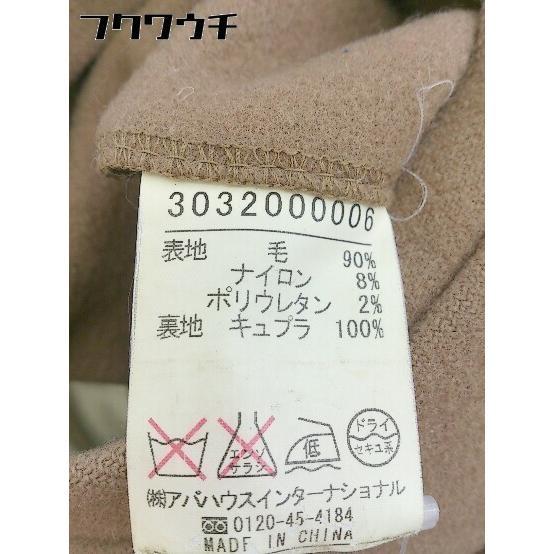 フクワウチ
3032000006
表地 毛 90%
ナイロン 8%
ポリウレタン 2%
裏地 キュプラ 100%
エンソ
サラシ
低
ドライ
セキユ系
㈱アバハウスインターナショナル
0120-45-4184
MADE IN CHINA